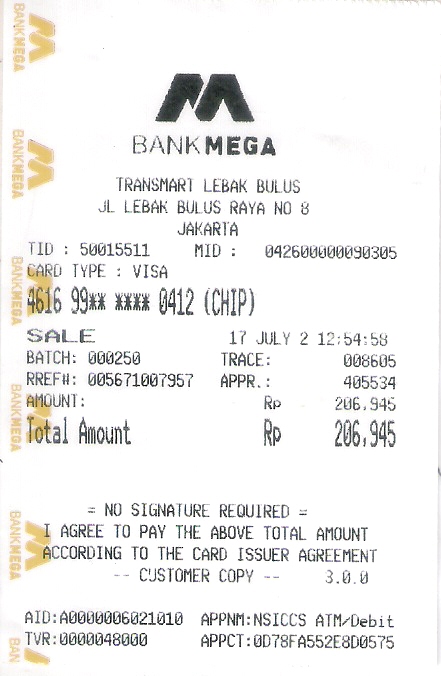 BANKMEGA
TRANSMART LEBAK BULUS
JL LEBAK BULUS RAYA NO 8
JAKARTA
TID : 50015511 MID : 042600000090305
CARD TYPE : VISA
4616 99** **** 0412 (CHIP)
SALE 17 JULY 2 12:54:58
BATCH: 000250 TRACE: 008605
RREF#: 005671007957 APPR.: 405534
AMOUNT: Rp 206.945
Total Amount Rp 206.945
= NO SIGNATURE REQUIRED =
I AGREE TO PAY THE ABOVE TOTAL AMOUNT
ACCORDING TO THE CARD ISSUER AGREEMENT
-- CUSTOMER COPY -- 3.0.0
AID:A0000006021010 APPNM:NSICCS ATM/Debit
TVR:0000048000 APPCT:0D78FA552E8D0575
BANKMEGA
BANKMEGA
BANKMEGA
BANKMEGA
BANKMEGA
BAN